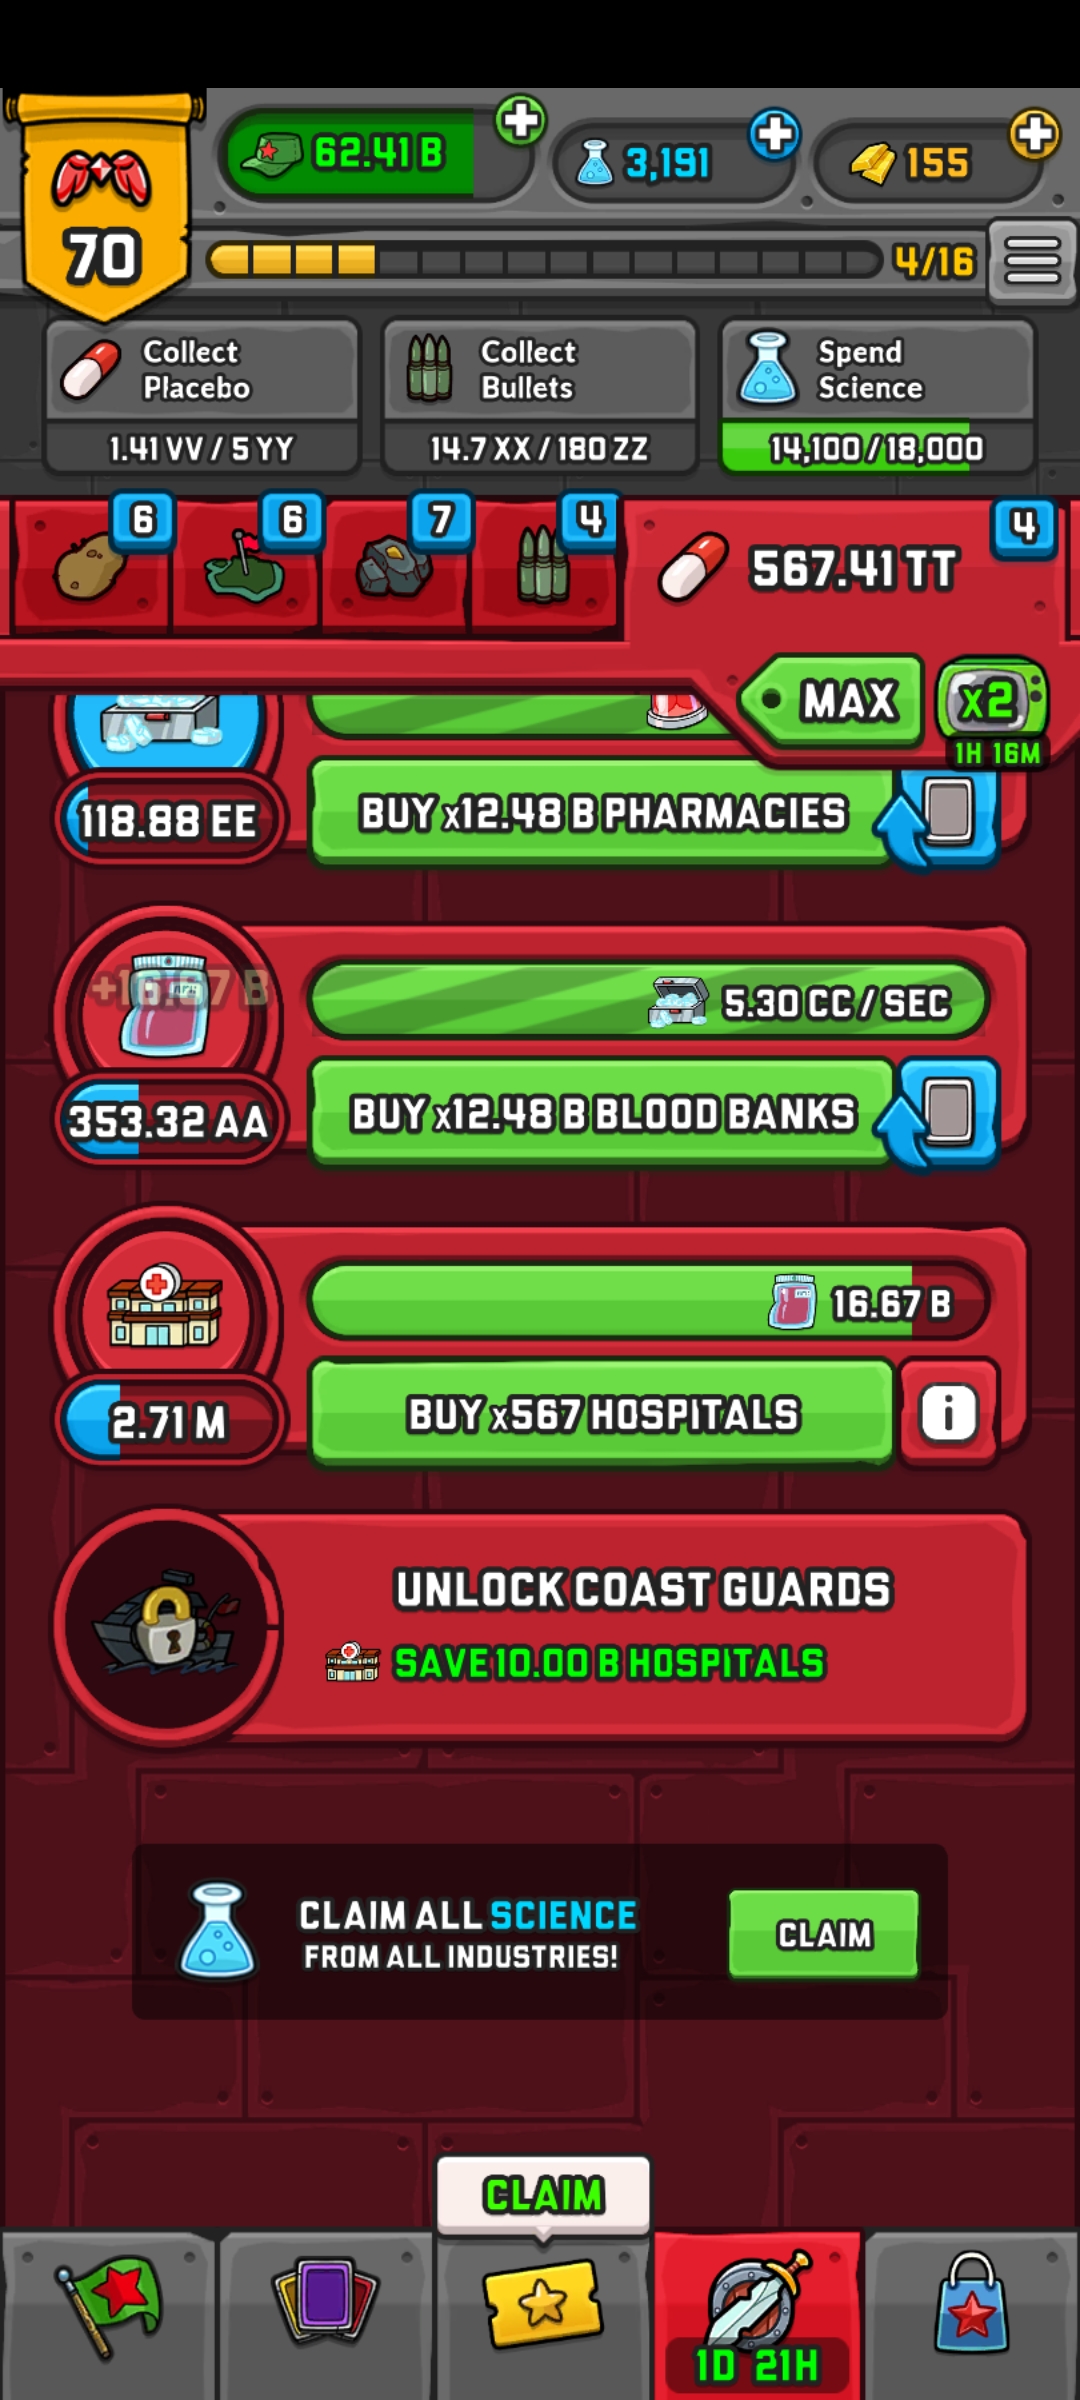 62.41 B
3,191
155
70
4/16
Collect
Placebo
1.41 VV / 5 YY
Collect
Bullets
14.7 XX / 180 ZZ
Spend
Science
14,100 / 18,000
6
6
7
4
4
567.41 TT
MAX
x2
1H 16M
118.88 EE
BUY x12.48 B PHARMACIES
+16.67 B
5.30 CC / SEC
353.32 AA
BUY x12.48 B BLOOD BANKS
16.67 B
2.71 M
BUY x567 HOSPITALS
i
UNLOCK COAST GUARDS
SAVE 10.00 B HOSPITALS
CLAIM ALL SCIENCE
FROM ALL INDUSTRIES!
CLAIM
CLAIM
1D 21H